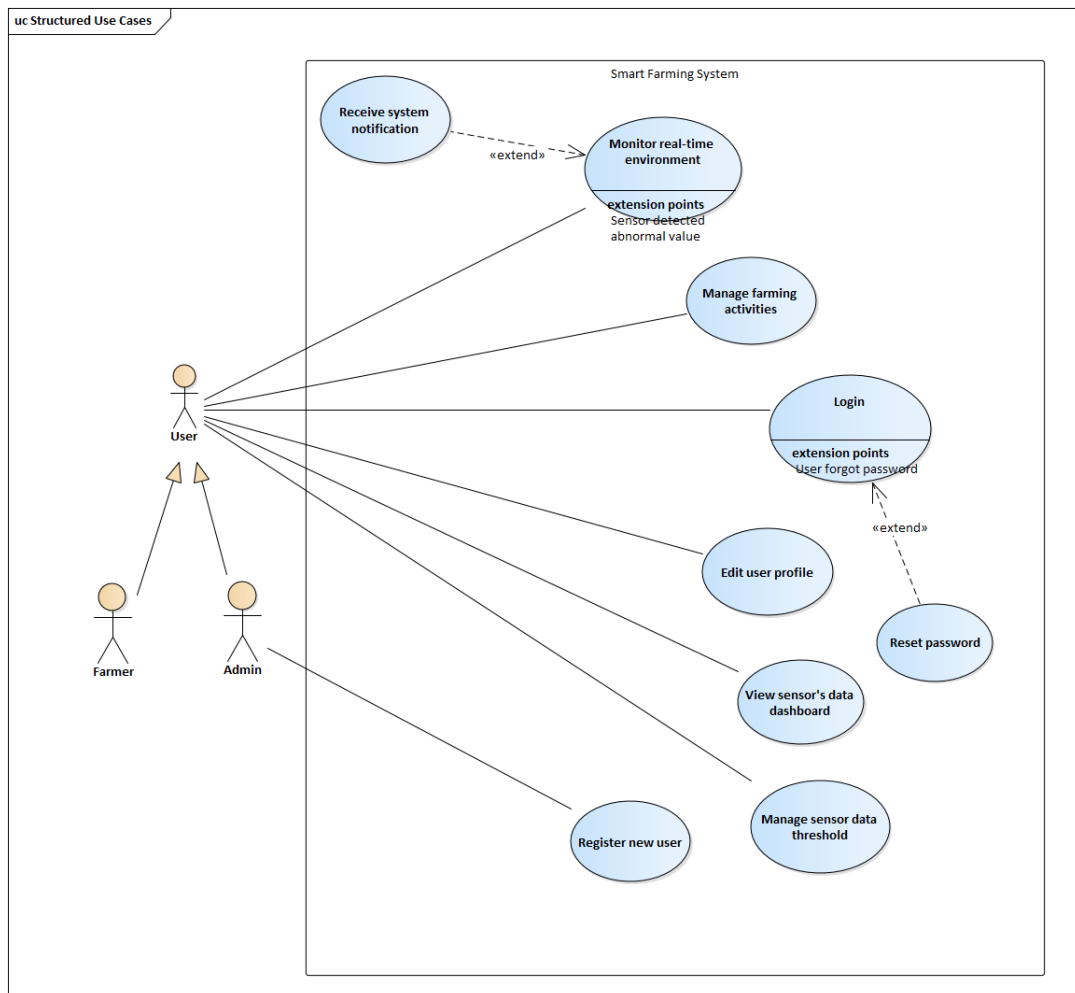 uc Structured Use Cases
Smart Farming System
Receive system
notification
«extend»
Monitor real-time
environment
extension points
Sensor detected
abnormal value
Manage farming
activities
User
Login
extension points
User forgot password
«extend»
Edit user profile
Reset password
Farmer
Admin
View sensor's data
dashboard
Manage sensor data
threshold
Register new user